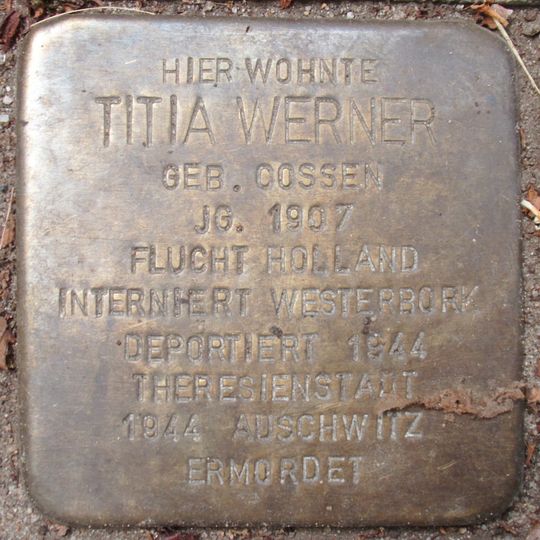 HIER WOHNTE
TITIA WERNER
GEB. COSSEN
JG. 1907
FLUCHT HOLLAND
INTERNIERT WESTERBORK
DEPORTIERT 1944
THERESIENSTADT
1944 AUSCHWITZ
ERMORDET